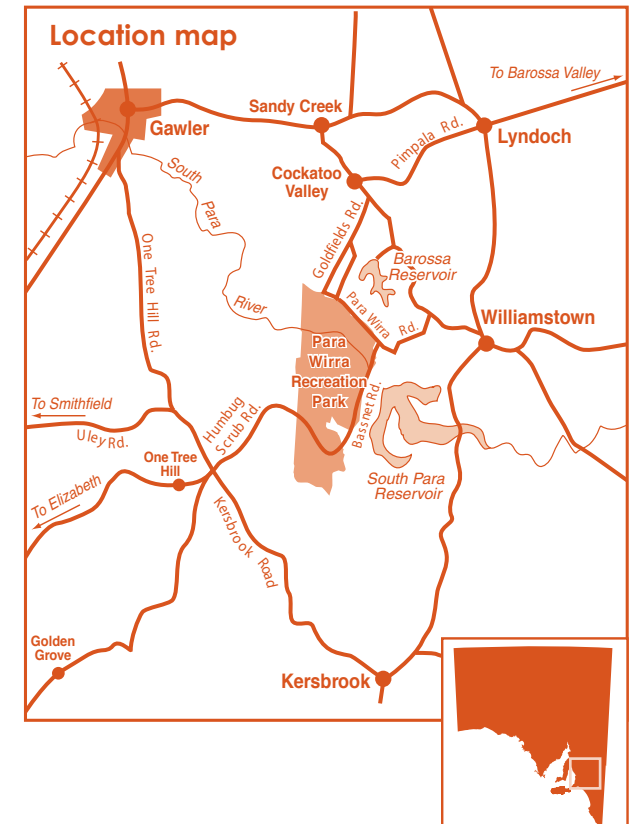 Location map
To Barossa Valley
Sandy Creek
Gawler
Lyndoch
Pimpala Rd.
Cockatoo
Valley
South
Para
River
Goldfields Rd.
Barossa
Reservoir
One Tree Hill Rd.
Para Wirra Rd.
Williamstown
Para
Wirra
Recreation
Park
Bassnet Rd.
To Smithfield
Uley Rd.
Humbug
Scrub Rd.
One Tree
Hill
South Para
Reservoir
To Elizabeth
Kersbrook Road
Golden
Grove
Kersbrook